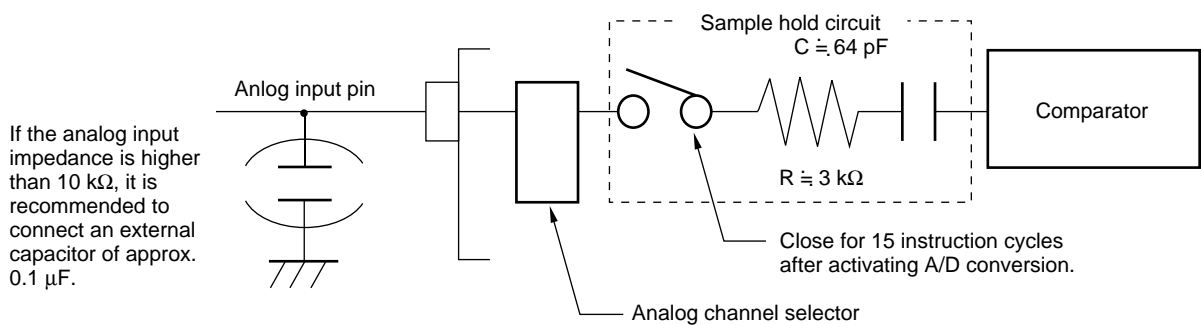 Sample hold circuit
C ≒ 64 pF
Anlog input pin
Comparator
If the analog input
impedance is higher
than 10 kΩ, it is
recommended to
connect an external
capacitor of approx.
0.1 μF.
R ≒ 3 kΩ
Close for 15 instruction cycles
after activating A/D conversion.
Analog channel selector